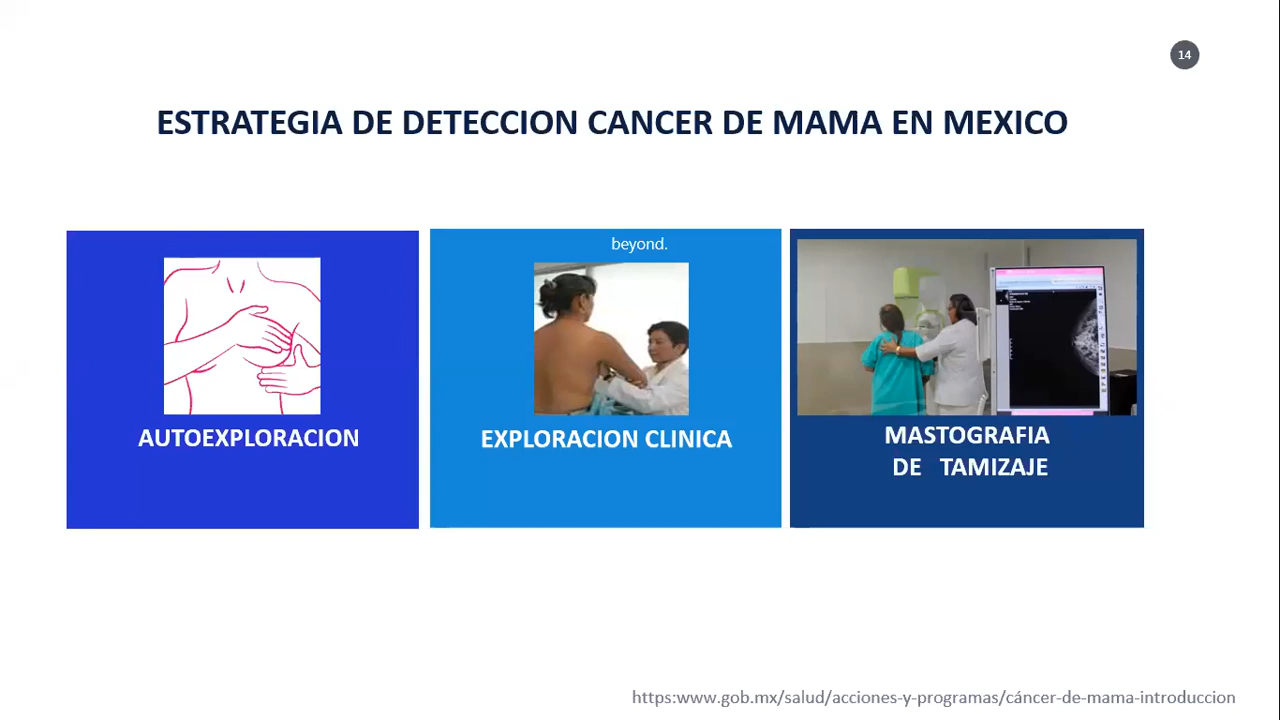 14
ESTRATEGIA DE DETECCION CANCER DE MAMA EN MEXICO
AUTOEXPLORACION
beyond.
EXPLORACION CLINICA
MASTOGRAFIA
DE TAMIZAJE
https:www.gob.mx/salud/acciones-y-programas/cáncer-de-mama-introduccion